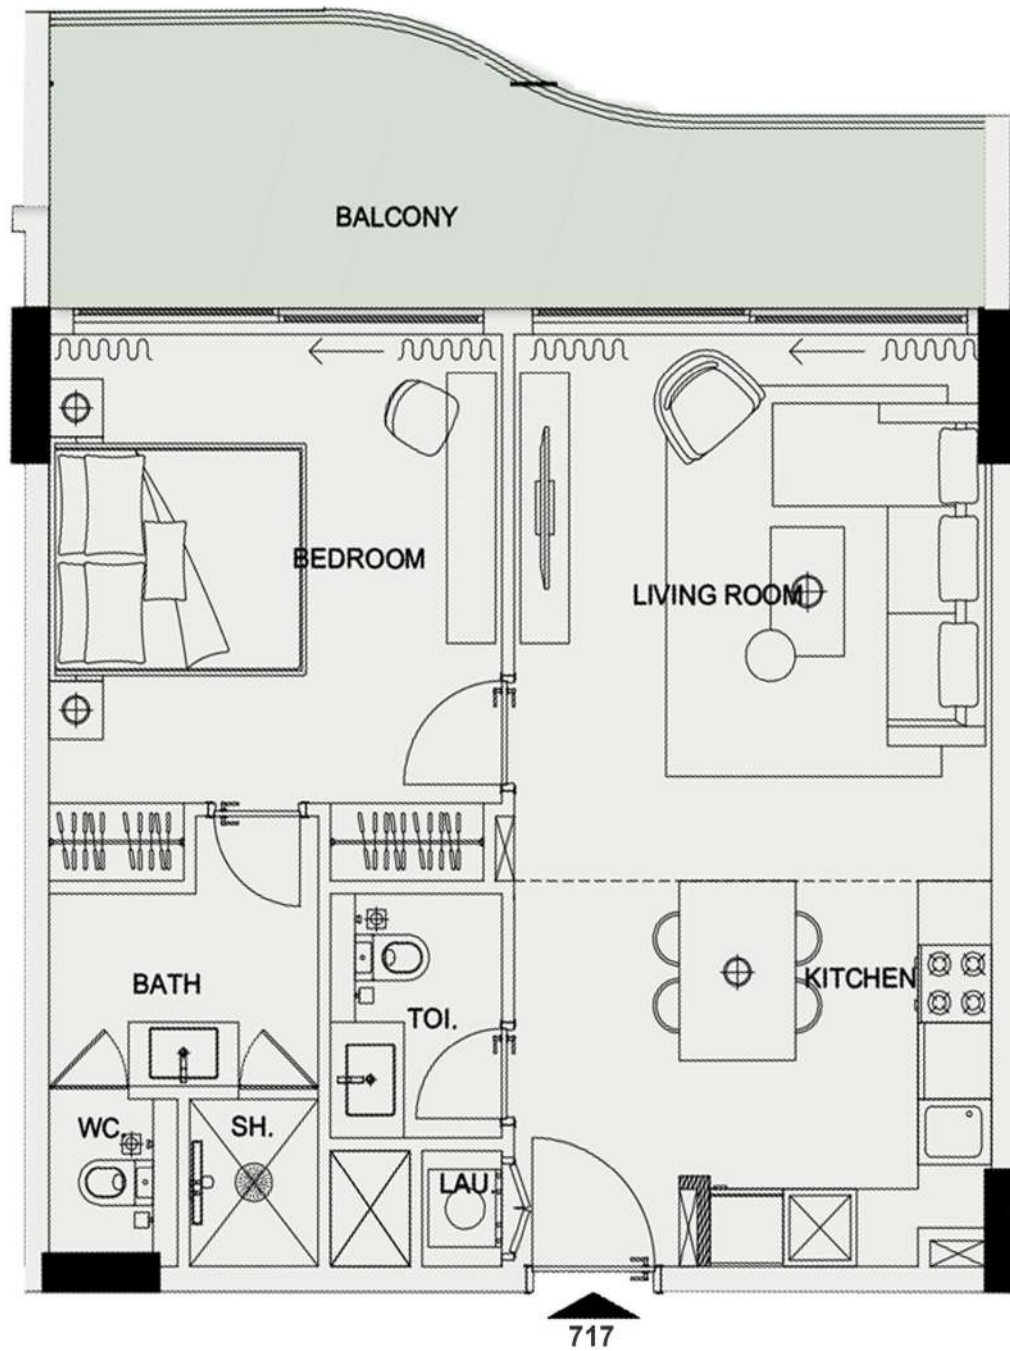 BALCONY
BEDROOM
LIVING ROOM
BATH
KITCHEN
TOI.
WC.
SH.
LAU
717